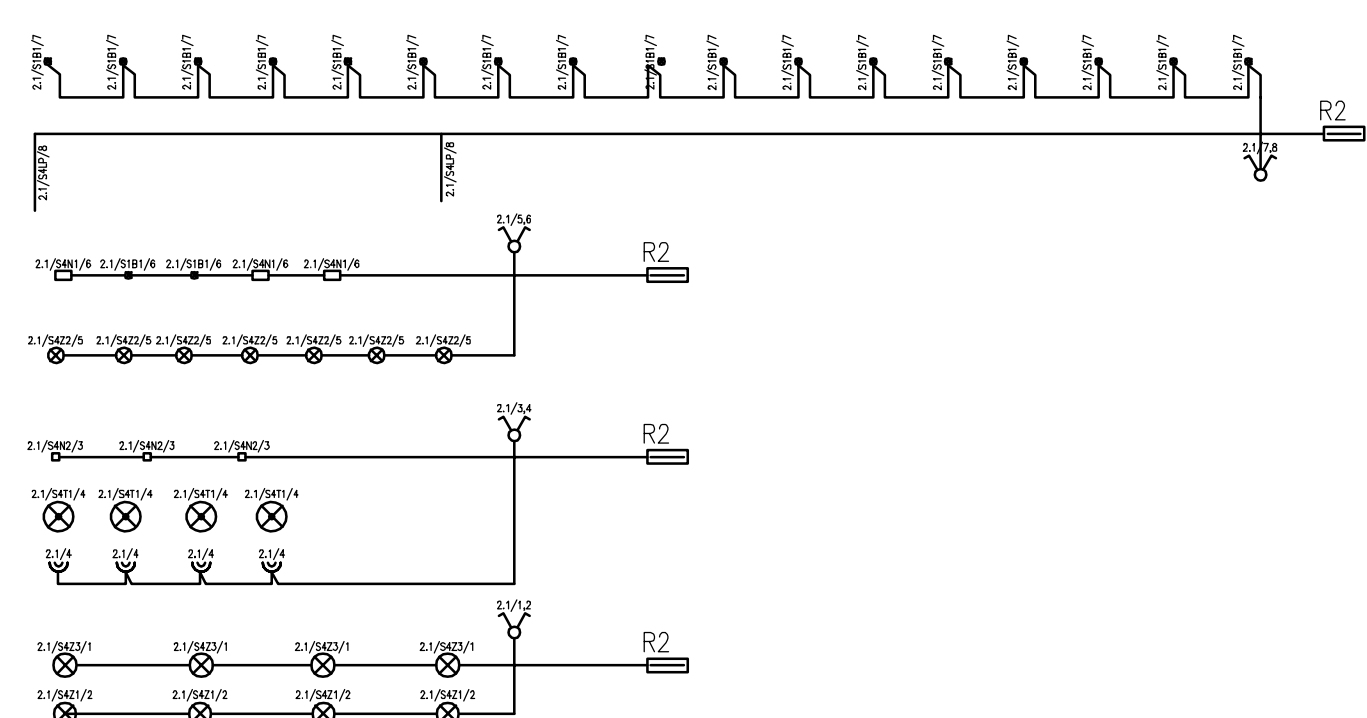 2.1/S1B1/7 2.1/S1B1/7 2.1/S1B1/7 2.1/S1B1/7 2.1/S1B1/7 2.1/S1B1/7 2.1/S1B1/7 2.1/S1B1/7 2.1/S1B1/7 2.1/S1B1/7 2.1/S1B1/7 2.1/S1B1/7 2.1/S1B1/7 2.1/S1B1/7 2.1/S1B1/7 2.1/S1B1/7 2.1/S1B1/7
R2
2.1/7,8
2.1/S4LP/8 2.1/S4LP/8
2.1/5,6
R2
2.1/S4N1/6 2.1/S1B1/6 2.1/S1B1/6 2.1/S4N1/6 2.1/S4N1/6
2.1/S4Z2/5 2.1/S4Z2/5 2.1/S4Z2/5 2.1/S4Z2/5 2.1/S4Z2/5 2.1/S4Z2/5 2.1/S4Z2/5
2.1/3,4
R2
2.1/S4N2/3 2.1/S4N2/3 2.1/S4N2/3
2.1/S4T1/4 2.1/S4T1/4 2.1/S4T1/4 2.1/S4T1/4
2.1/4 2.1/4 2.1/4 2.1/4
2.1/1,2
R2
2.1/S4Z3/1 2.1/S4Z3/1 2.1/S4Z3/1 2.1/S4Z3/1
2.1/S4Z1/2 2.1/S4Z1/2 2.1/S4Z1/2 2.1/S4Z1/2